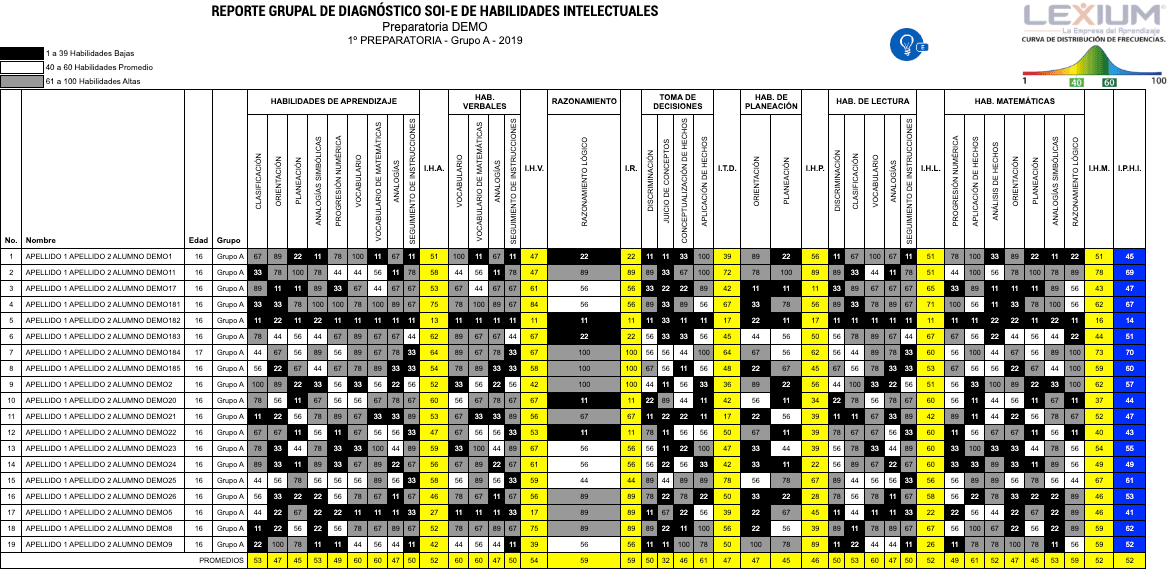 REPORTE GRUPAL DE DIAGNÓSTICO SOI-E DE HABILIDADES INTELECTUALES
Preparatoria DEMO
1º PREPARATORIA - Grupo A - 2019
LEXIUM®
La Empresa del Aprendizaje
CURVA DE DISTRIBUCIÓN DE FRECUENCIAS.
1 40 60 100
E
1 a 39 Habilidades Bajas
40 a 60 Habilidades Promedio
61 a 100 Habilidades Altas
HABILIDADES DE APRENDIZAJE HAB. VERBALES RAZONAMIENTO TOMA DE DECISIONES HAB. DE PLANEACIÓN HAB. DE LECTURA HAB. MATEMÁTICAS
No. Nombre Edad Grupo CLASIFICACIÓN ORIENTACIÓN PLANEACIÓN ANALOGÍAS SIMBÓLICAS PROGRESIÓN NUMÉRICA VOCABULARIO VOCABULARIO DE MATEMÁTICAS ANALOGÍAS SEGUIMIENTO DE INSTRUCCIONES I.H.A. VOCABULARIO VOCABULARIO DE MATEMÁTICAS ANALOGÍAS SEGUIMIENTO DE INSTRUCCIONES I.H.V. RAZONAMIENTO LÓGICO I.R. DISCRIMINACIÓN JUICIO DE CONCEPTOS CONCEPTUALIZACIÓN DE HECHOS APLICACIÓN DE HECHOS I.T.D. ORIENTACIÓN PLANEACIÓN I.H.P. DISCRIMINACIÓN CLASIFICACIÓN VOCABULARIO ANALOGÍAS SEGUIMIENTO DE INSTRUCCIONES I.H.L. PROGRESIÓN NUMÉRICA APLICACIÓN DE HECHOS ANÁLISIS DE HECHOS ORIENTACIÓN PLANEACIÓN ANALOGÍAS SIMBÓLICAS RAZONAMIENTO LÓGICO I.H.M. I.P.H.I.
1 APELLIDO 1 APELLIDO 2 ALUMNO DEMO1 16 Grupo A 67 89 22 11 78 100 11 67 11 51 100 11 67 11 47 22 22 11 11 33 100 39 89 22 56 11 67 100 67 11 51 78 100 33 89 22 11 22 51 45
2 APELLIDO 1 APELLIDO 2 ALUMNO DEMO11 16 Grupo A 33 78 100 78 44 44 56 11 78 58 44 56 11 78 47 89 89 89 33 67 100 72 78 100 89 89 33 44 11 78 51 44 100 78 78 100 78 89 78 69
3 APELLIDO 1 APELLIDO 2 ALUMNO DEMO17 16 Grupo A 89 11 11 89 33 67 44 67 67 53 67 44 67 67 61 56 56 33 22 22 89 42 11 11 11 33 89 67 67 67 65 33 89 11 11 11 89 56 43 47
4 APELLIDO 1 APELLIDO 2 ALUMNO DEMO181 16 Grupo A 33 33 78 100 100 78 100 89 67 75 78 100 89 67 84 56 56 89 33 89 56 67 33 78 56 89 33 78 89 67 71 100 56 11 33 78 100 56 62 67
5 APELLIDO 1 APELLIDO 2 ALUMNO DEMO182 16 Grupo A 11 22 11 22 11 11 11 11 11 13 11 11 11 11 11 11 11 11 33 11 11 17 22 11 17 11 11 11 11 11 11 11 11 22 22 11 22 11 16 14
6 APELLIDO 1 APELLIDO 2 ALUMNO DEMO183 16 Grupo A 78 44 56 44 67 89 67 67 44 62 89 67 67 44 67 22 22 56 33 33 56 45 44 56 50 56 78 89 67 44 67 67 56 22 44 56 44 22 44 51
7 APELLIDO 1 APELLIDO 2 ALUMNO DEMO184 17 Grupo A 44 67 56 89 56 89 67 78 33 64 89 67 78 33 67 100 100 56 56 44 100 64 67 56 62 56 44 89 78 33 60 56 100 44 67 56 89 100 73 70
8 APELLIDO 1 APELLIDO 2 ALUMNO DEMO185 16 Grupo A 56 22 67 44 67 78 89 33 33 54 78 89 33 33 58 100 100 67 56 11 56 48 22 67 45 67 56 78 33 33 53 67 56 56 22 67 44 100 59 60
9 APELLIDO 1 APELLIDO 2 ALUMNO DEMO2 16 Grupo A 100 89 22 33 56 33 56 22 56 52 33 56 22 56 42 100 100 44 11 56 33 36 89 22 56 44 100 33 22 56 51 56 33 100 89 22 33 100 62 57
10 APELLIDO 1 APELLIDO 2 ALUMNO DEMO20 16 Grupo A 78 56 11 67 67 56 78 56 67 60 56 78 56 67 67 11 11 22 89 44 11 42 56 11 34 22 78 56 56 67 56 67 11 44 56 11 67 11 37 44
11 APELLIDO 1 APELLIDO 2 ALUMNO DEMO21 16 Grupo A 11 22 56 78 89 67 33 33 89 53 67 33 33 89 56 67 67 11 22 22 11 17 22 56 39 11 11 67 33 89 42 89 11 44 22 56 78 67 52 47
12 APELLIDO 1 APELLIDO 2 ALUMNO DEMO22 16 Grupo A 67 67 11 56 11 78 56 44 33 47 78 56 44 33 53 11 11 78 11 56 56 50 67 11 39 78 67 78 44 33 60 11 56 67 67 11 56 11 40 43
13 APELLIDO 1 APELLIDO 2 ALUMNO DEMO23 16 Grupo A 78 33 44 78 33 33 100 44 89 59 33 100 44 89 67 56 56 56 11 22 100 47 33 44 39 56 78 33 44 89 60 33 100 33 33 44 78 56 54 55
14 APELLIDO 1 APELLIDO 2 ALUMNO DEMO24 16 Grupo A 89 33 11 89 33 67 89 22 67 56 67 89 22 67 61 56 56 56 22 56 33 42 33 11 22 56 89 67 22 67 60 33 33 89 33 11 89 56 49 49
15 APELLIDO 1 APELLIDO 2 ALUMNO DEMO25 16 Grupo A 44 56 78 56 56 56 89 56 33 58 56 89 56 33 59 44 44 89 44 89 89 78 56 78 67 89 44 56 56 33 56 56 89 89 56 78 56 44 67 61
16 APELLIDO 1 APELLIDO 2 ALUMNO DEMO26 16 Grupo A 56 33 22 22 56 78 67 11 67 46 78 67 11 67 56 89 89 78 22 78 22 50 33 22 28 78 56 78 11 67 58 56 22 78 33 22 22 89 46 53
17 APELLIDO 1 APELLIDO 2 ALUMNO DEMO5 16 Grupo A 44 22 67 22 22 11 11 11 33 27 11 11 11 33 17 89 89 11 67 22 56 39 22 67 45 11 44 11 11 33 22 22 56 44 22 67 22 89 46 41
18 APELLIDO 1 APELLIDO 2 ALUMNO DEMO8 16 Grupo A 11 22 56 22 56 78 67 89 67 52 78 67 89 67 75 89 89 89 22 11 100 56 22 56 39 89 11 78 89 67 67 56 100 67 22 56 22 89 59 62
19 APELLIDO 1 APELLIDO 2 ALUMNO DEMO9 16 Grupo A 22 100 78 11 11 44 56 44 11 42 44 56 44 11 39 56 56 11 11 100 78 50 100 78 89 11 22 44 44 11 26 11 78 100 100 78 11 56 62 52
PROMEDIOS 53 47 45 53 49 60 60 47 50 52 60 60 47 50 54 59 59 50 32 46 61 47 47 45 46 50 53 60 47 50 52 49 61 56 47 45 53 59 52 52